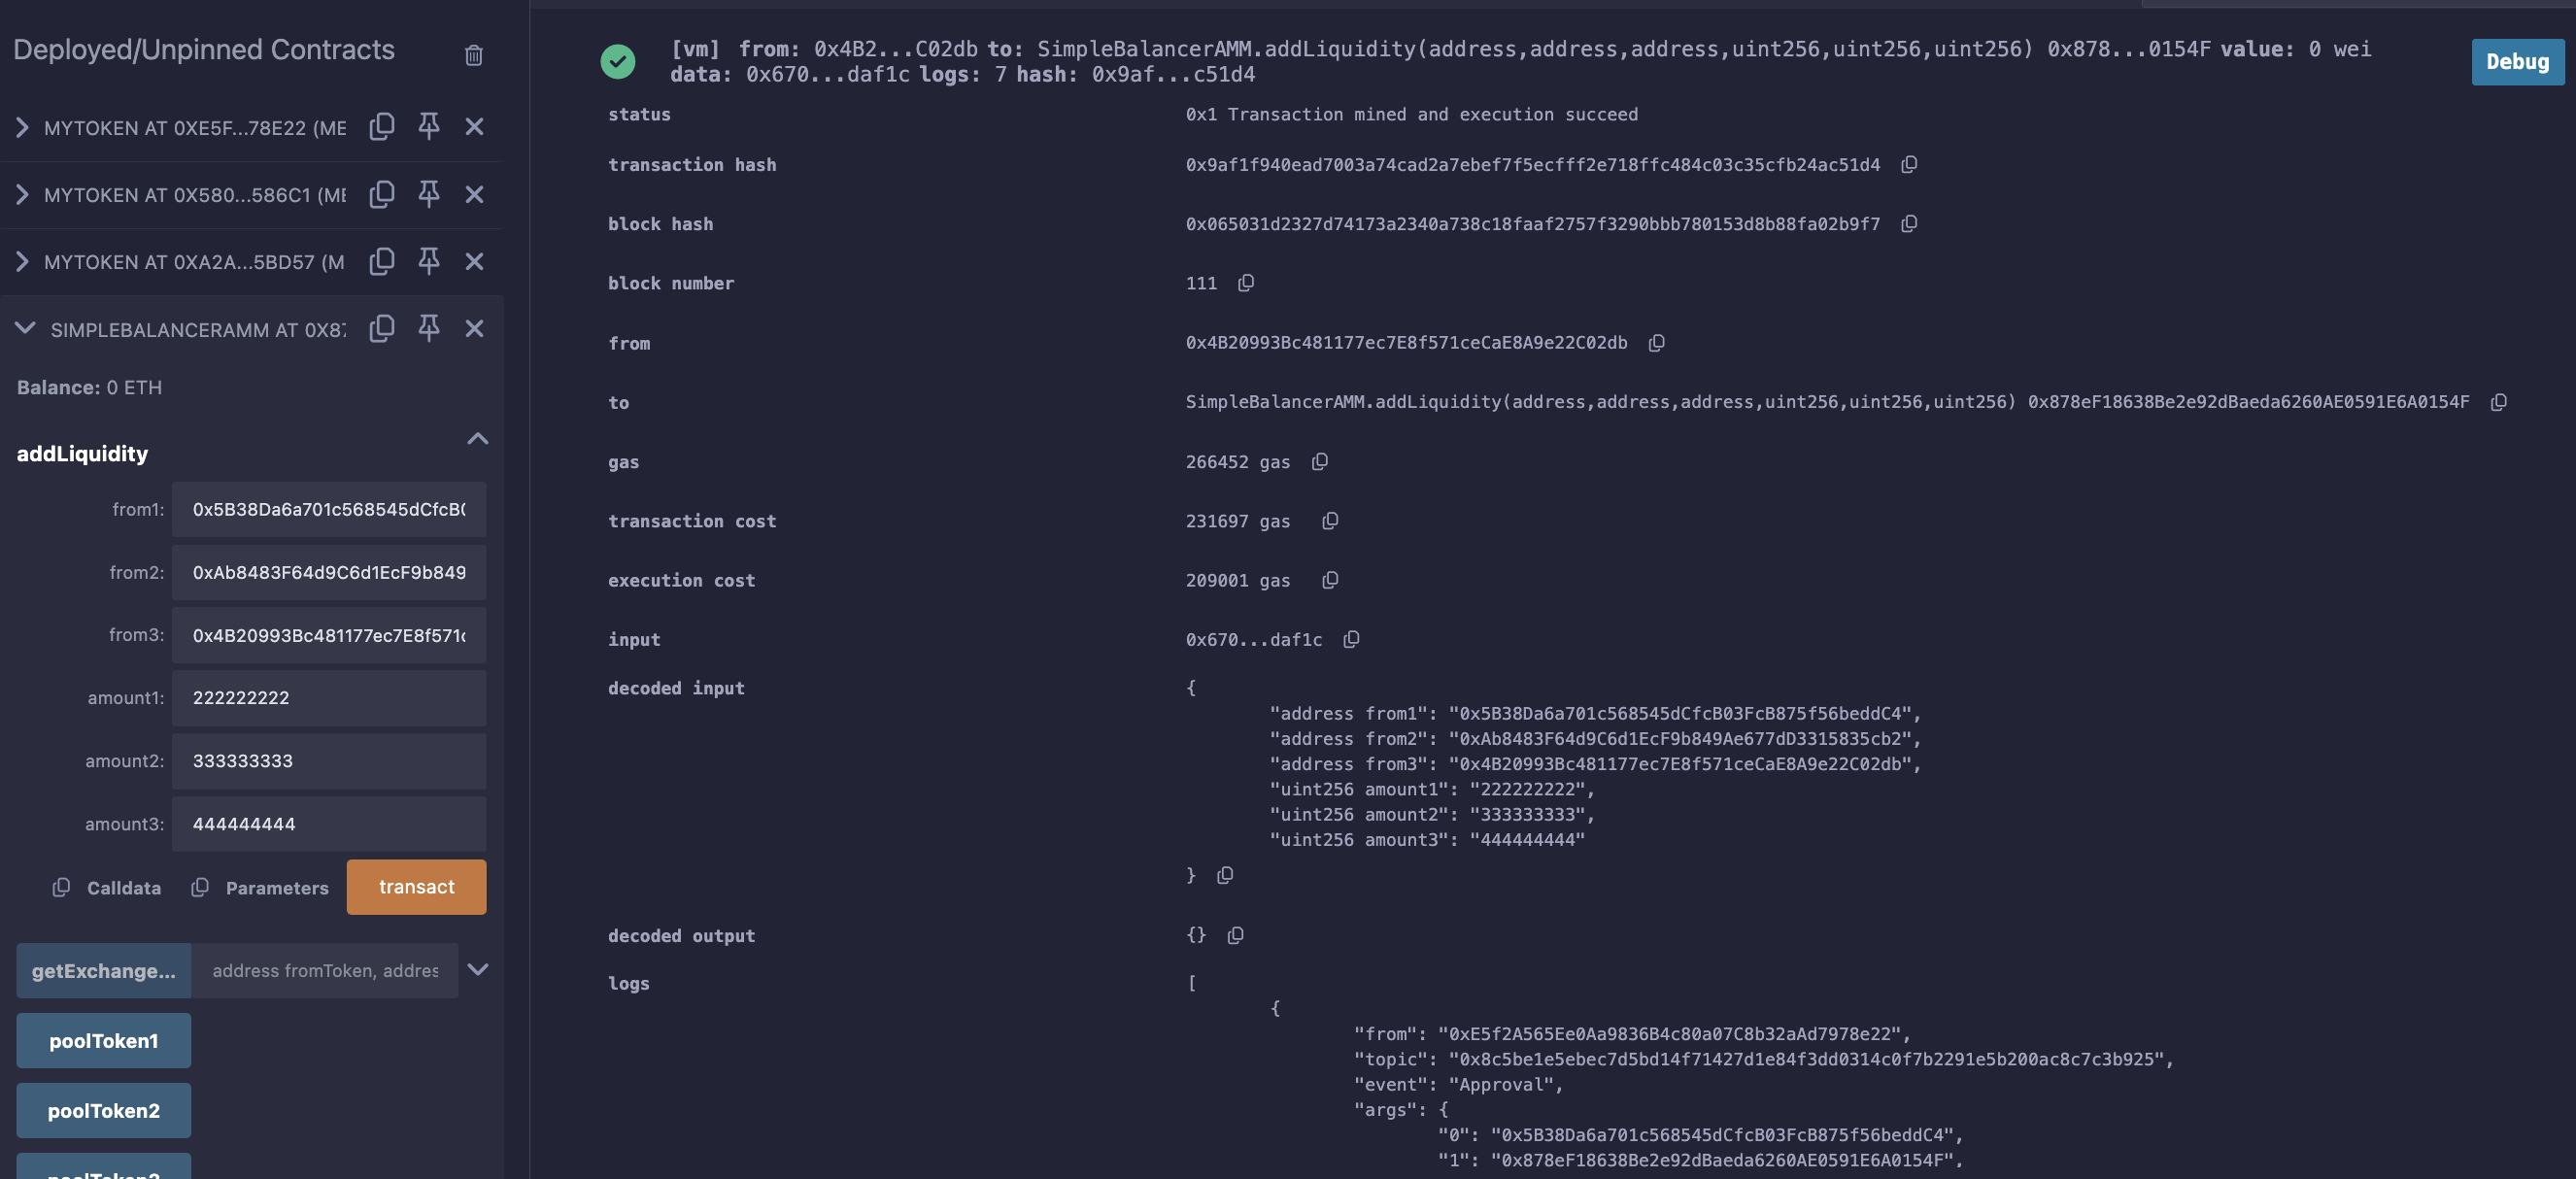 Deployed/Unpinned Contracts
MYTOKEN AT 0XE5F...78E22 (ME
MYTOKEN AT 0X580...586C1 (ME
MYTOKEN AT 0XA2A...5BD57 (M
SIMPLEBALANCERAMM AT 0X87
Balance: 0 ETH
addLiquidity
from1: 0x5B38Da6a701c568545dCfcB0
from2: 0xAb8483F64d9C6d1EcF9b849
from3: 0x4B20993Bc481177ec7E8f571c
amount1: 222222222
amount2: 333333333
amount3: 444444444
Calldata Parameters transact
getExchange... address fromToken, addres
poolToken1
poolToken2
[vm] from: 0x4B2...C02db to: SimpleBalancerAMM.addLiquidity(address,address,address,uint256,uint256,uint256) 0x878...0154F value: 0 wei
data: 0x670...daf1c logs: 7 hash: 0x9af...c51d4
Debug
status 0x1 Transaction mined and execution succeed
transaction hash 0x9af1f940ead7003a74cad2a7ebef7f5ecfff2e718ffc484c03c35cfb24ac51d4
block hash 0x065031d2327d74173a2340a738c18faaf2757f3290bbb780153d8b88fa02b9f7
block number 111
from 0x4B20993Bc481177ec7E8f571ceCaE8A9e22C02db
to SimpleBalancerAMM.addLiquidity(address,address,address,uint256,uint256,uint256) 0x878eF18638Be2e92dBaeda6260AE0591E6A0154F
gas 266452 gas
transaction cost 231697 gas
execution cost 209001 gas
input 0x670...daf1c
decoded input {
"address from1": "0x5B38Da6a701c568545dCfcB03FcB875f56beddC4",
"address from2": "0xAb8483F64d9C6d1EcF9b849Ae677dD3315835cb2",
"address from3": "0x4B20993Bc481177ec7E8f571ceCaE8A9e22C02db",
"uint256 amount1": "222222222",
"uint256 amount2": "333333333",
"uint256 amount3": "444444444"
}
decoded output {}
logs [
{
"from": "0xE5f2A565Ee0Aa9836B4c80a07C8b32aAd7978e22",
"topic": "0x8c5be1e5ebec7d5bd14f71427d1e84f3dd0314c0f7b2291e5b200ac8c7c3b925",
"event": "Approval",
"args": {
"0": "0x5B38Da6a701c568545dCfcB03FcB875f56beddC4",
"1": "0x878eF18638Be2e92dBaeda6260AE0591E6A0154F",